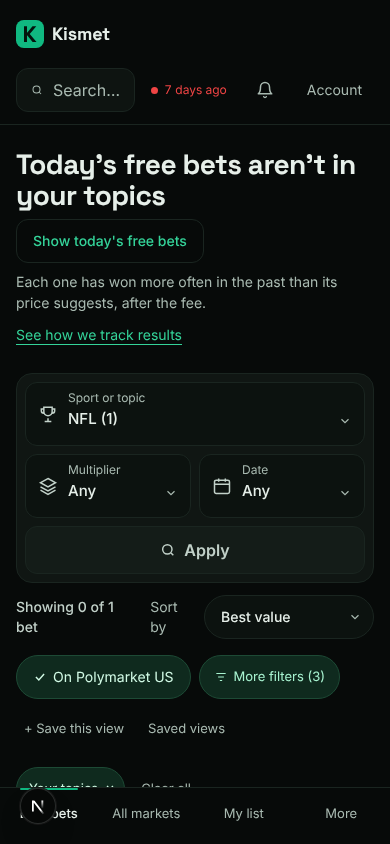 Kismet
Search...
7 days ago
Account
Today's free bets aren't in
your topics
Show today's free bets
Each one has won more often in the past than its
price suggests, after the fee.
See how we track results
Sport or topic
NFL (1)
Multiplier
Any
Date
Any
Apply
Showing 0 of 1
bet
Sort
by
Best value
On Polymarket US
More filters (3)
+ Save this view
Saved views
Your topics
Clear all
N
bets
All markets
My list
More